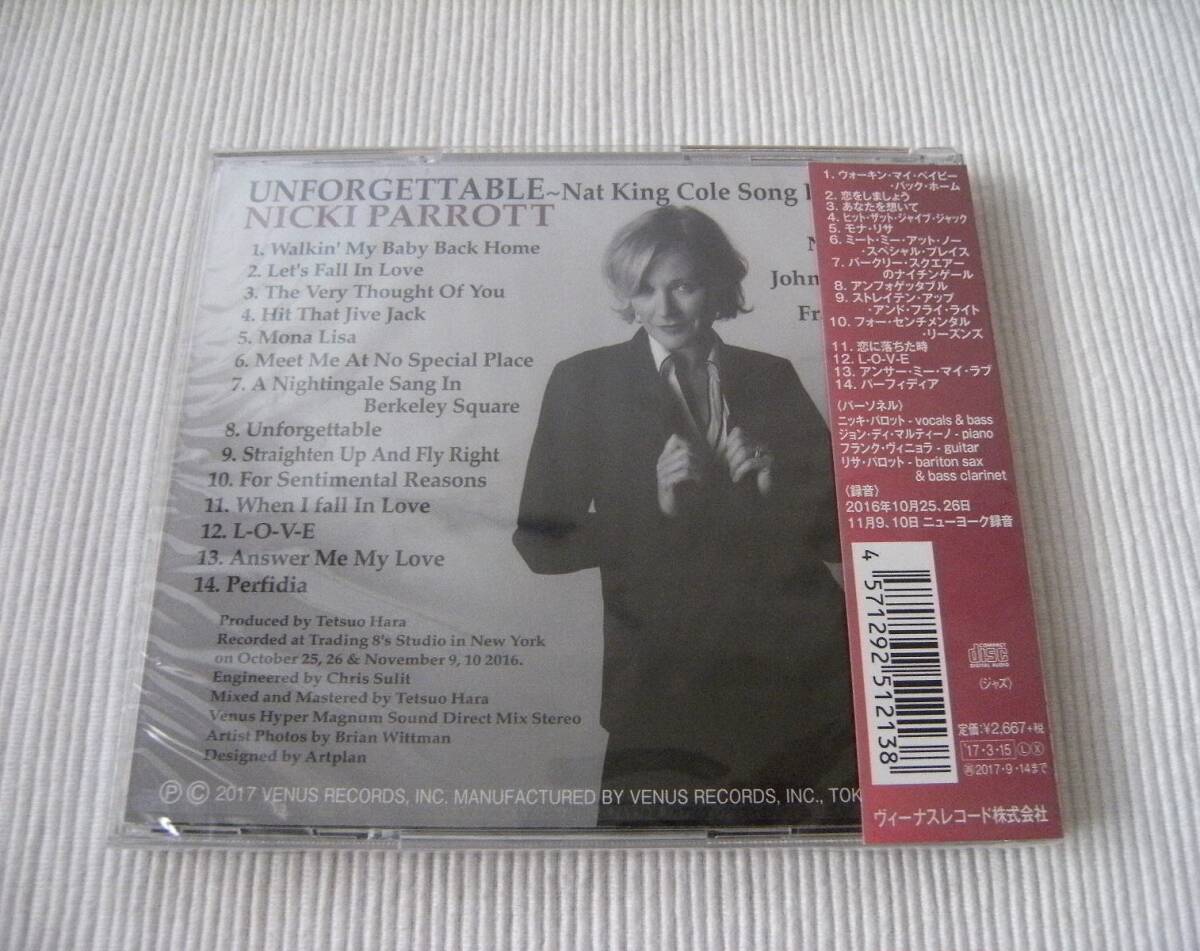 UNFORGETTABLE~Nat King Cole Song
NICKI PARROTT
1. Walkin' My Baby Back Home
2. Let's Fall In Love
3. The Very Thought Of You
4. Hit That Jive Jack
5. Mona Lisa
6. Meet Me At No Special Place
7. A Nightingale Sang In
Berkeley Square
8. Unforgettable
9. Straighten Up And Fly Right
10. For Sentimental Reasons
11. When I fall In Love
12. L-O-V-E
13. Answer Me My Love
14. Perfidia
N
John
Fr
Produced by Tetsuo Hara
Recorded at Trading 8's Studio in New York
on October 25, 26 & November 9, 10 2016.
Engineered by Chris Sulit
Mixed and Mastered by Tetsuo Hara
Venus Hyper Magnum Sound Direct Mix Stereo
Artist Photos by Brian Wittman
Designed by Artplan
Ⓟ © 2017 VENUS RECORDS, INC. MANUFACTURED BY VENUS RECORDS, INC., TOK
1. ウォーキン・マイ・ベイビー
・バック・ホーム
2. 恋をしましょう
3. あなたを想いて
4. ヒット・ザット・ジャイブ・ジャック
5. モナ・リサ
6. ミート・ミー・アット・ノー
・スペシャル・プレイス
7. バークリー・スクエアー
のナイチンゲール
8. アンフォゲッタブル
9. ストレイテン・アップ
・アンド・フライ・ライト
10. フォー・センチメンタル
・リーズンズ
11. 恋に落ちた時
12. L-O-V-E
13. アンサー・ミー・マイ・ラブ
14. パーフィディア
〈パーソネル〉
ニッキ・パロット - vocals & bass
ジョン・ディ・マルティーノ - piano
フランク・ヴィニョラ - guitar
リサ・パロット - bariton sax
& bass clarinet
〈録音〉
2016年10月25、26日
11月9、10日 ニューヨーク録音
4571292512138
COMPACT
disc
DIGITAL AUDIO
〈ジャズ〉
定価:¥2,667+税
'17・3・15 Ⓛ Ⓧ
㊐2017・9・14まで
ヴィーナスレコード株式会社